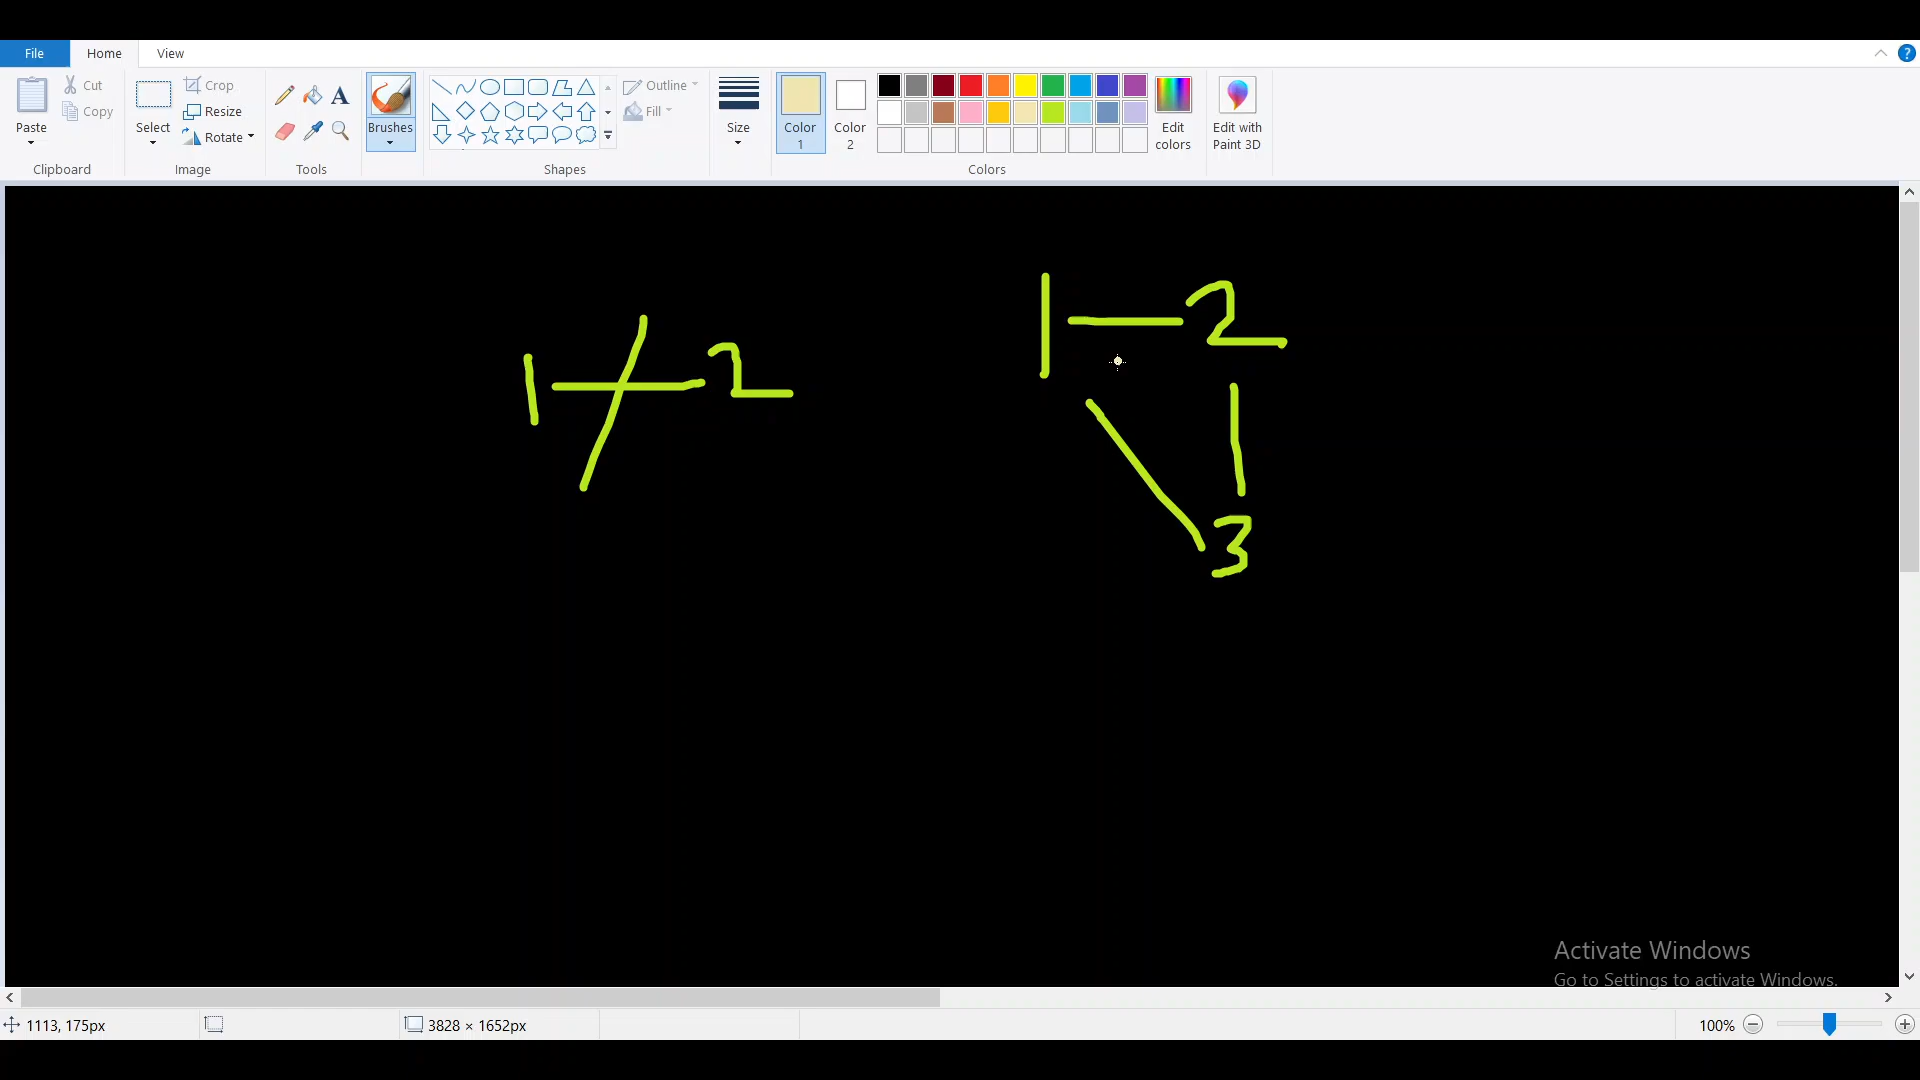 File Home View
Paste
Cut
Copy
Clipboard
Select
Crop
Resize
Rotate
Image
A
Tools
Brushes
Shapes
Outline
Fill
Size
Color 1
Color 2
Colors
Edit colors
Edit with Paint 3D
?
1 2
1 2
3
Activate Windows
Go to Settings to activate Windows.
1113, 175px
3828 × 1652px
100%